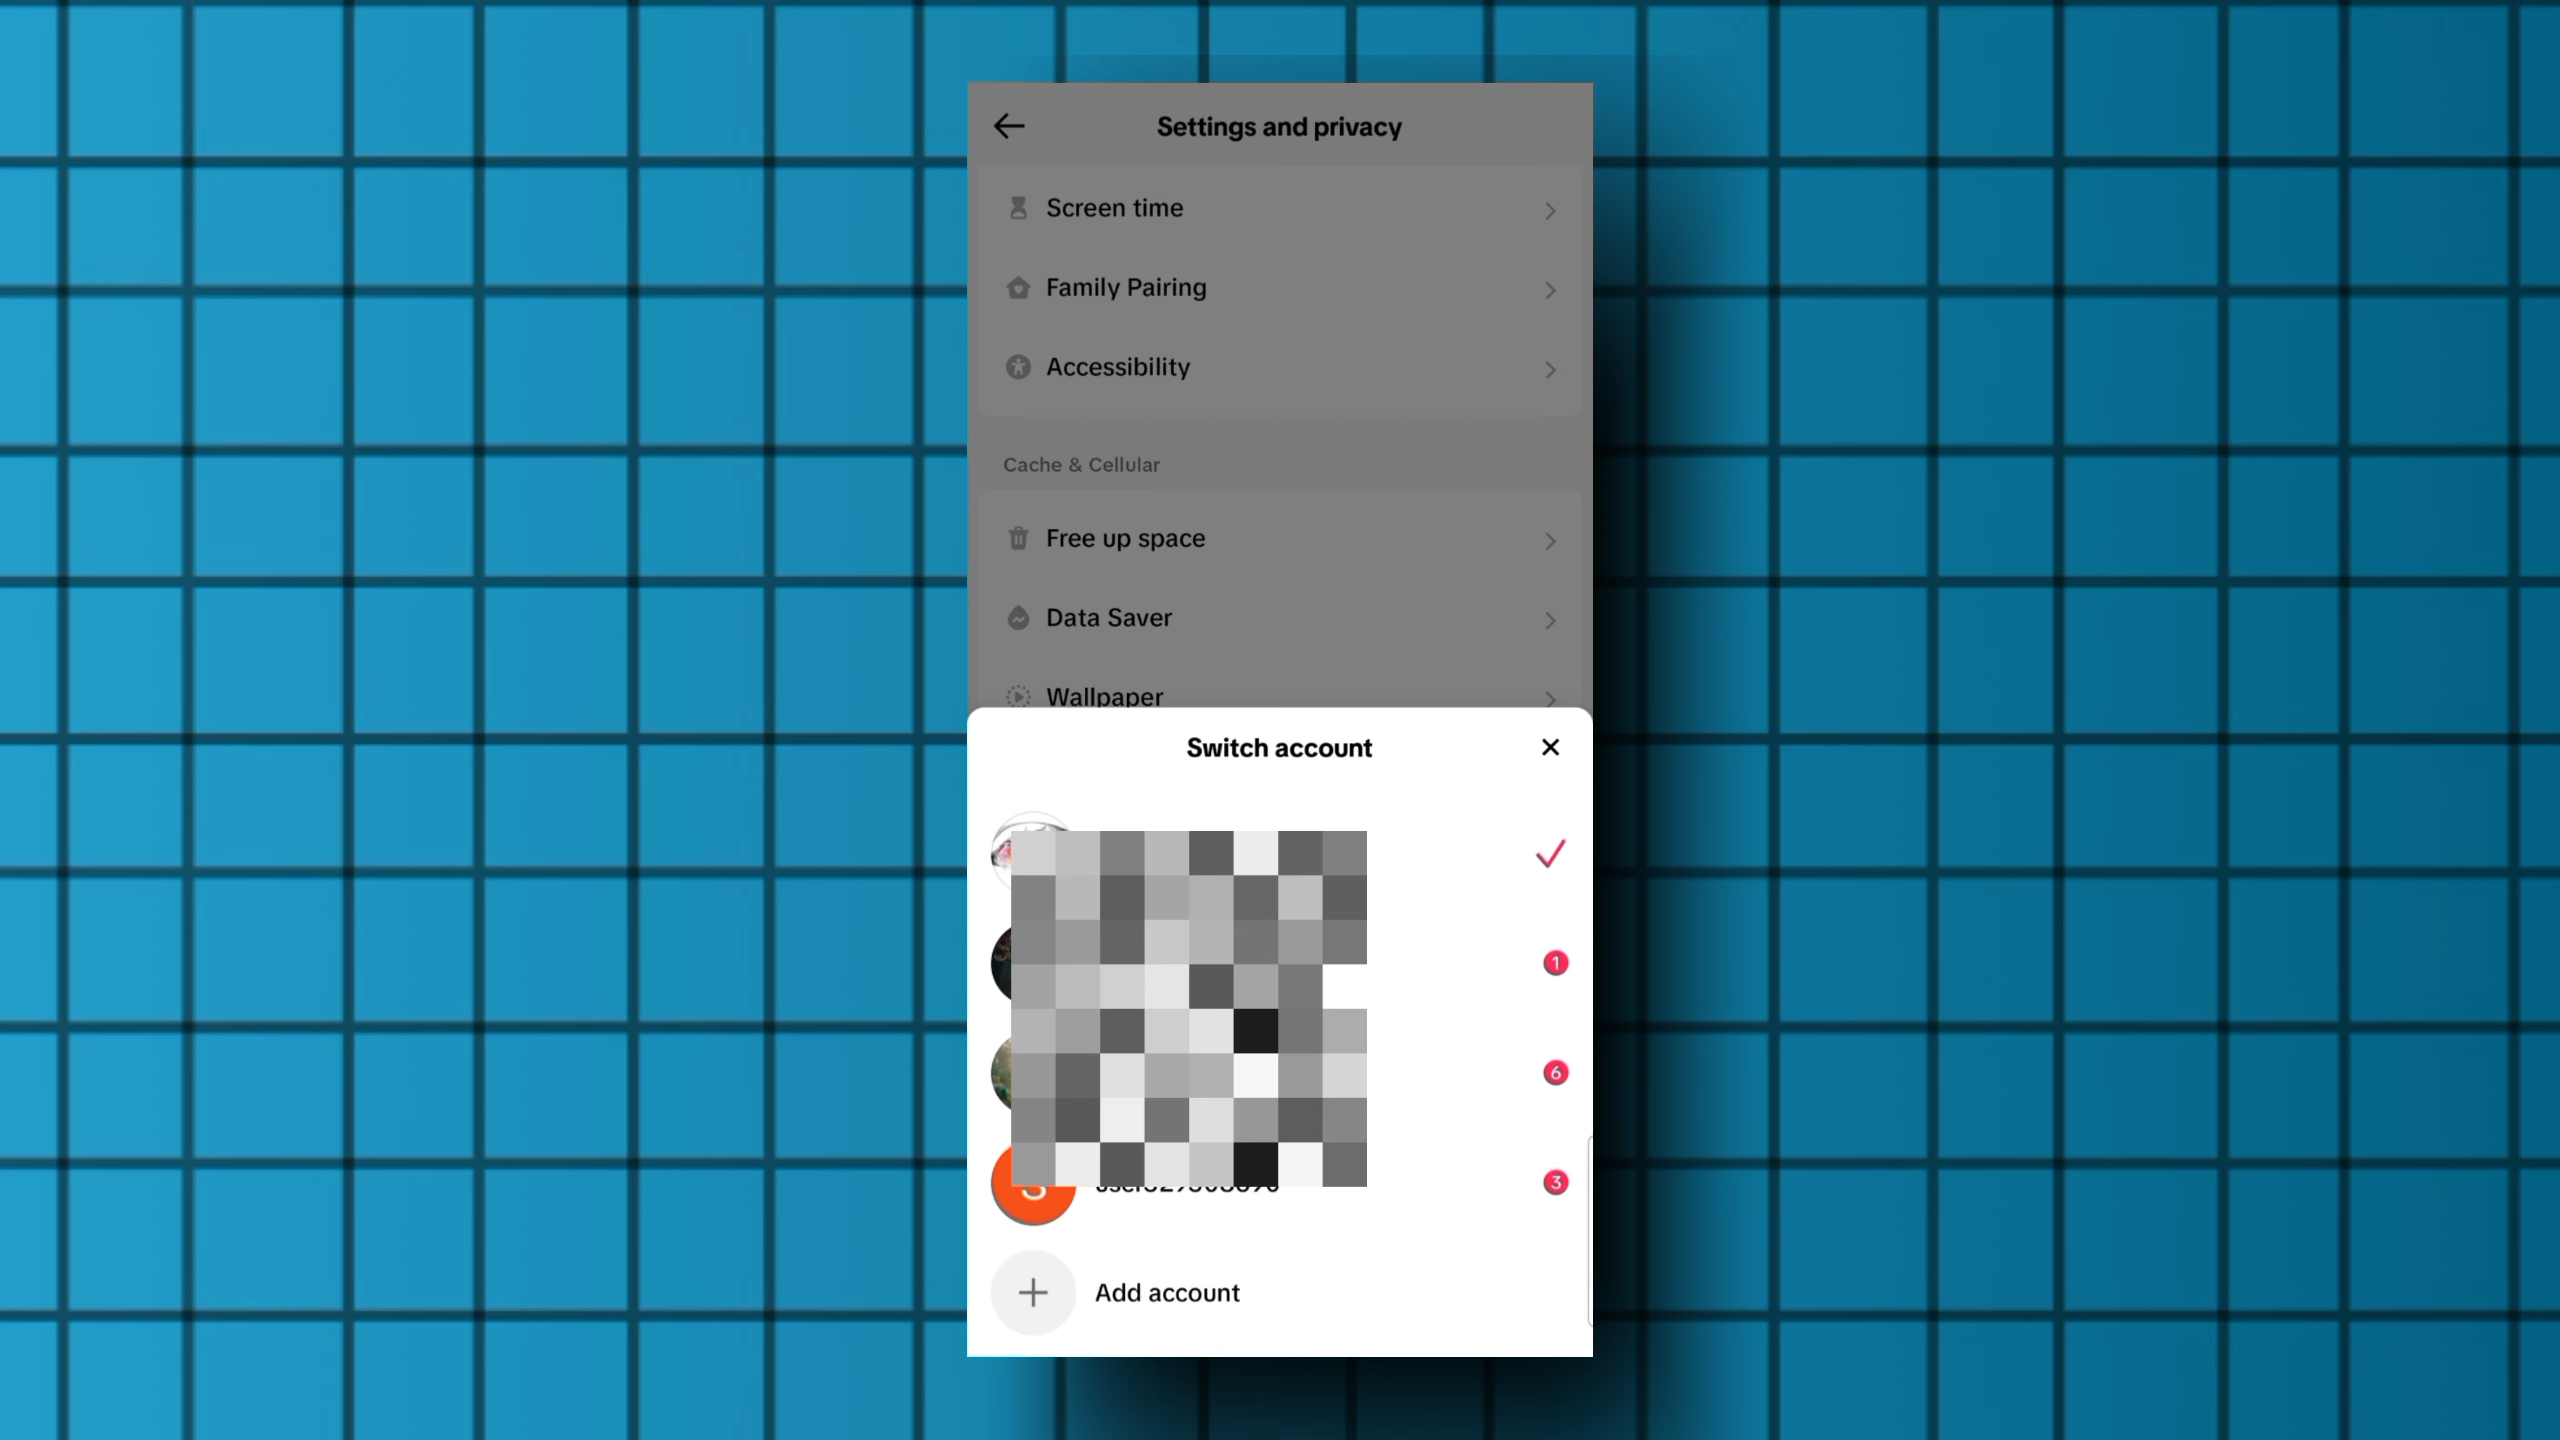 Settings and privacy
Screen time
Family Pairing
Accessibility
Cache & Cellular
Free up space
Data Saver
Wallpaper
Switch account
1
6
3
Add account